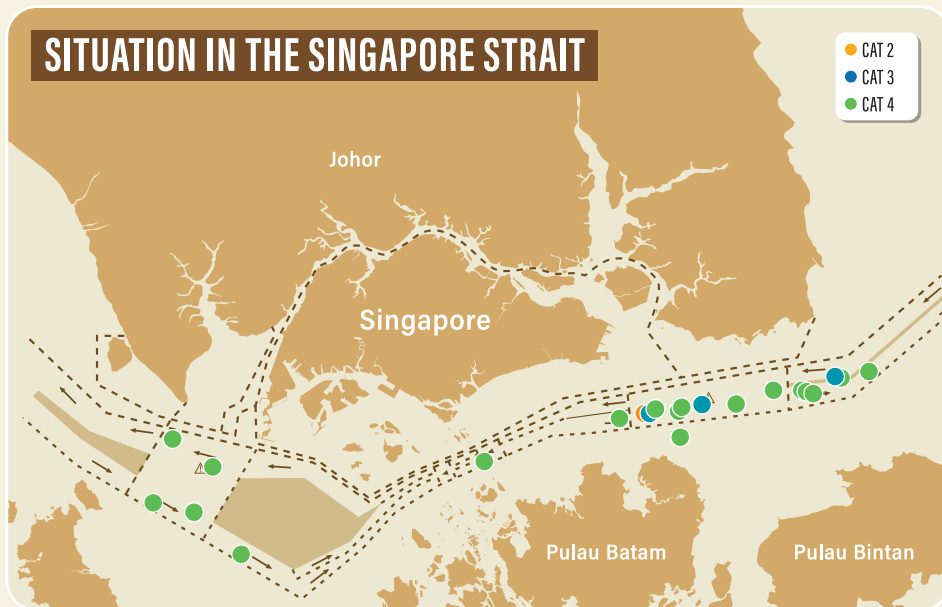 SITUATION IN THE SINGAPORE STRAIT
CAT 2
CAT 3
CAT 4
Johor
Singapore
Pulau Batam
Pulau Bintan